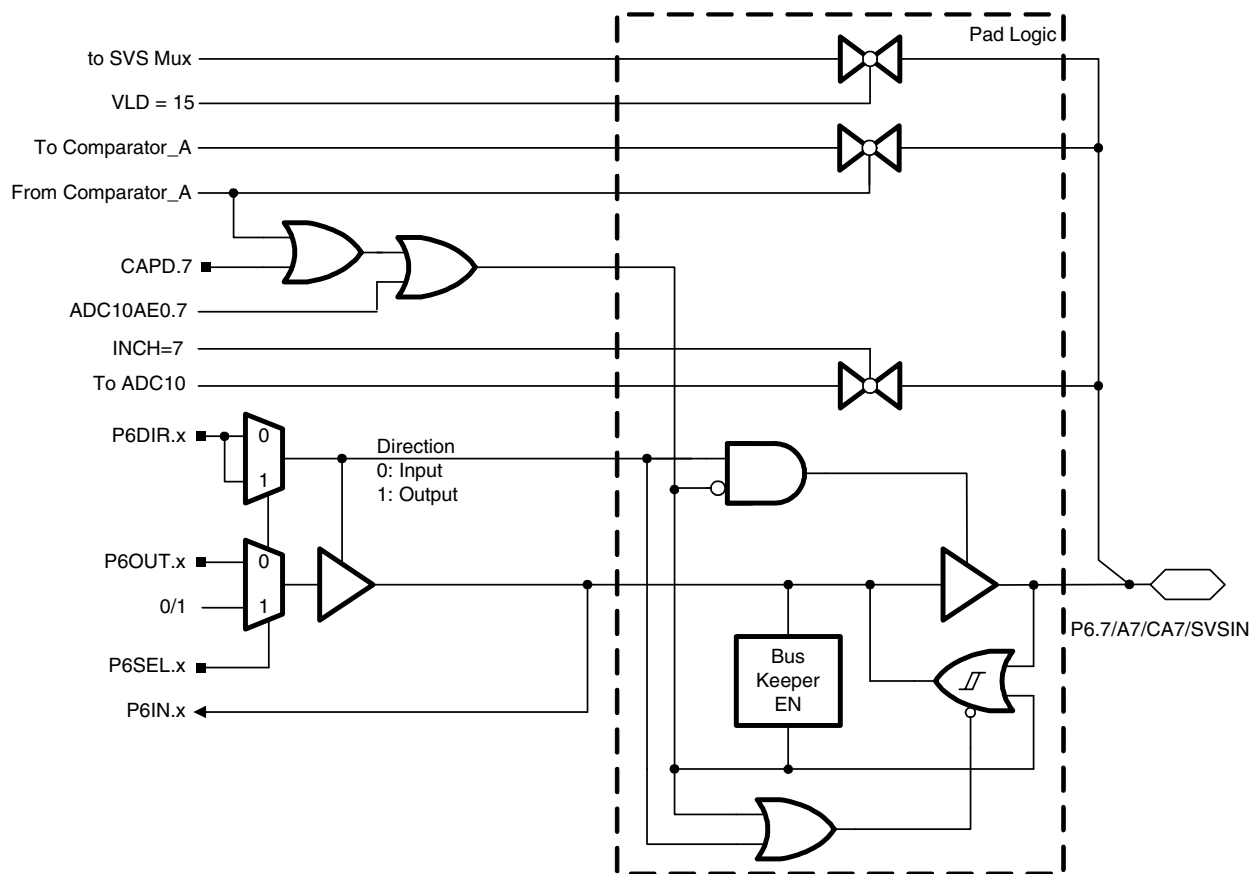 Pad Logic
to SVS Mux
VLD = 15
To Comparator_A
From Comparator_A
CAPD.7
ADC10AE0.7
INCH=7
To ADC10
P6DIR.x
0
1
Direction
0: Input
1: Output
P6OUT.x
0
0/1
1
P6SEL.x
P6IN.x
Bus
Keeper
EN
P6.7/A7/CA7/SVSIN